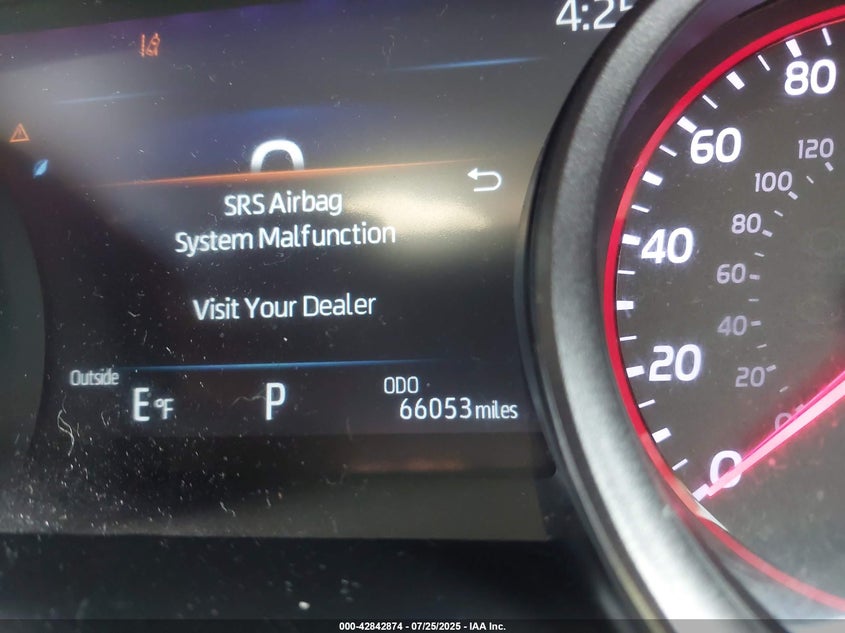 4:25
80
60
120
100
SRS Airbag
System Malfunction
80
40
60
Visit Your Dealer
40
20
Outside
E °F
P
ODO
66053 miles
20
0
000-42842874 - 07/25/2025 - IAA Inc.